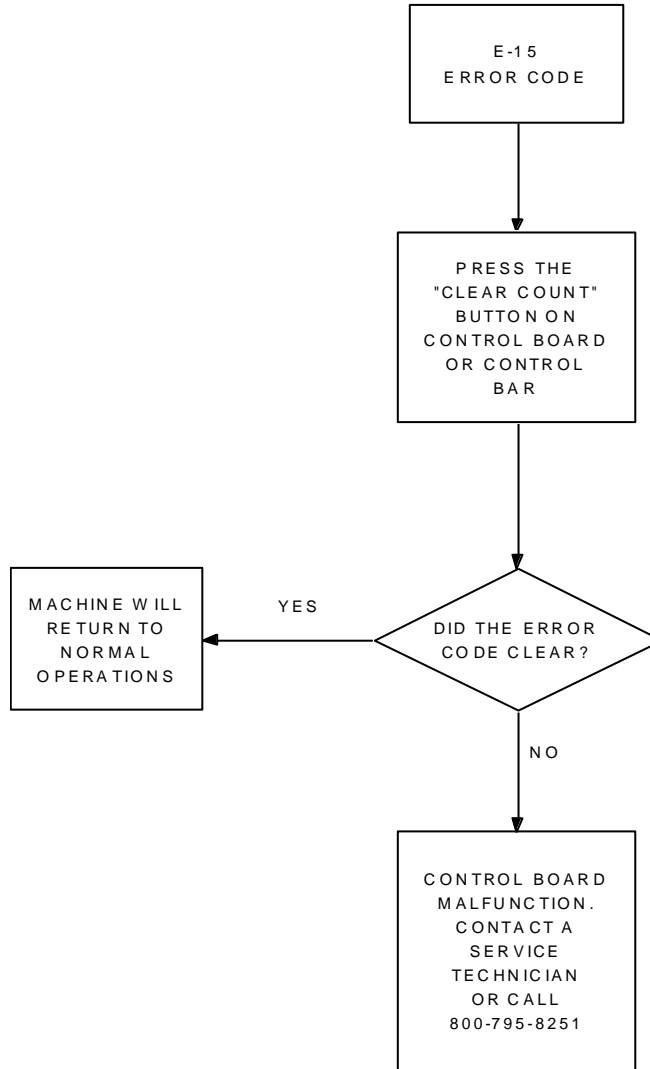 E-15
ERROR CODE
PRESS THE
"CLEAR COUNT"
BUTTON ON
CONTROL BOARD
OR CONTROL
BAR
MACHINE WILL
RETURN TO
NORMAL
OPERATIONS
YES
DID THE ERROR
CODE CLEAR?
NO
CONTROL BOARD
MALFUNCTION.
CONTACT A
SERVICE
TECHNICIAN
OR CALL
800-795-8251